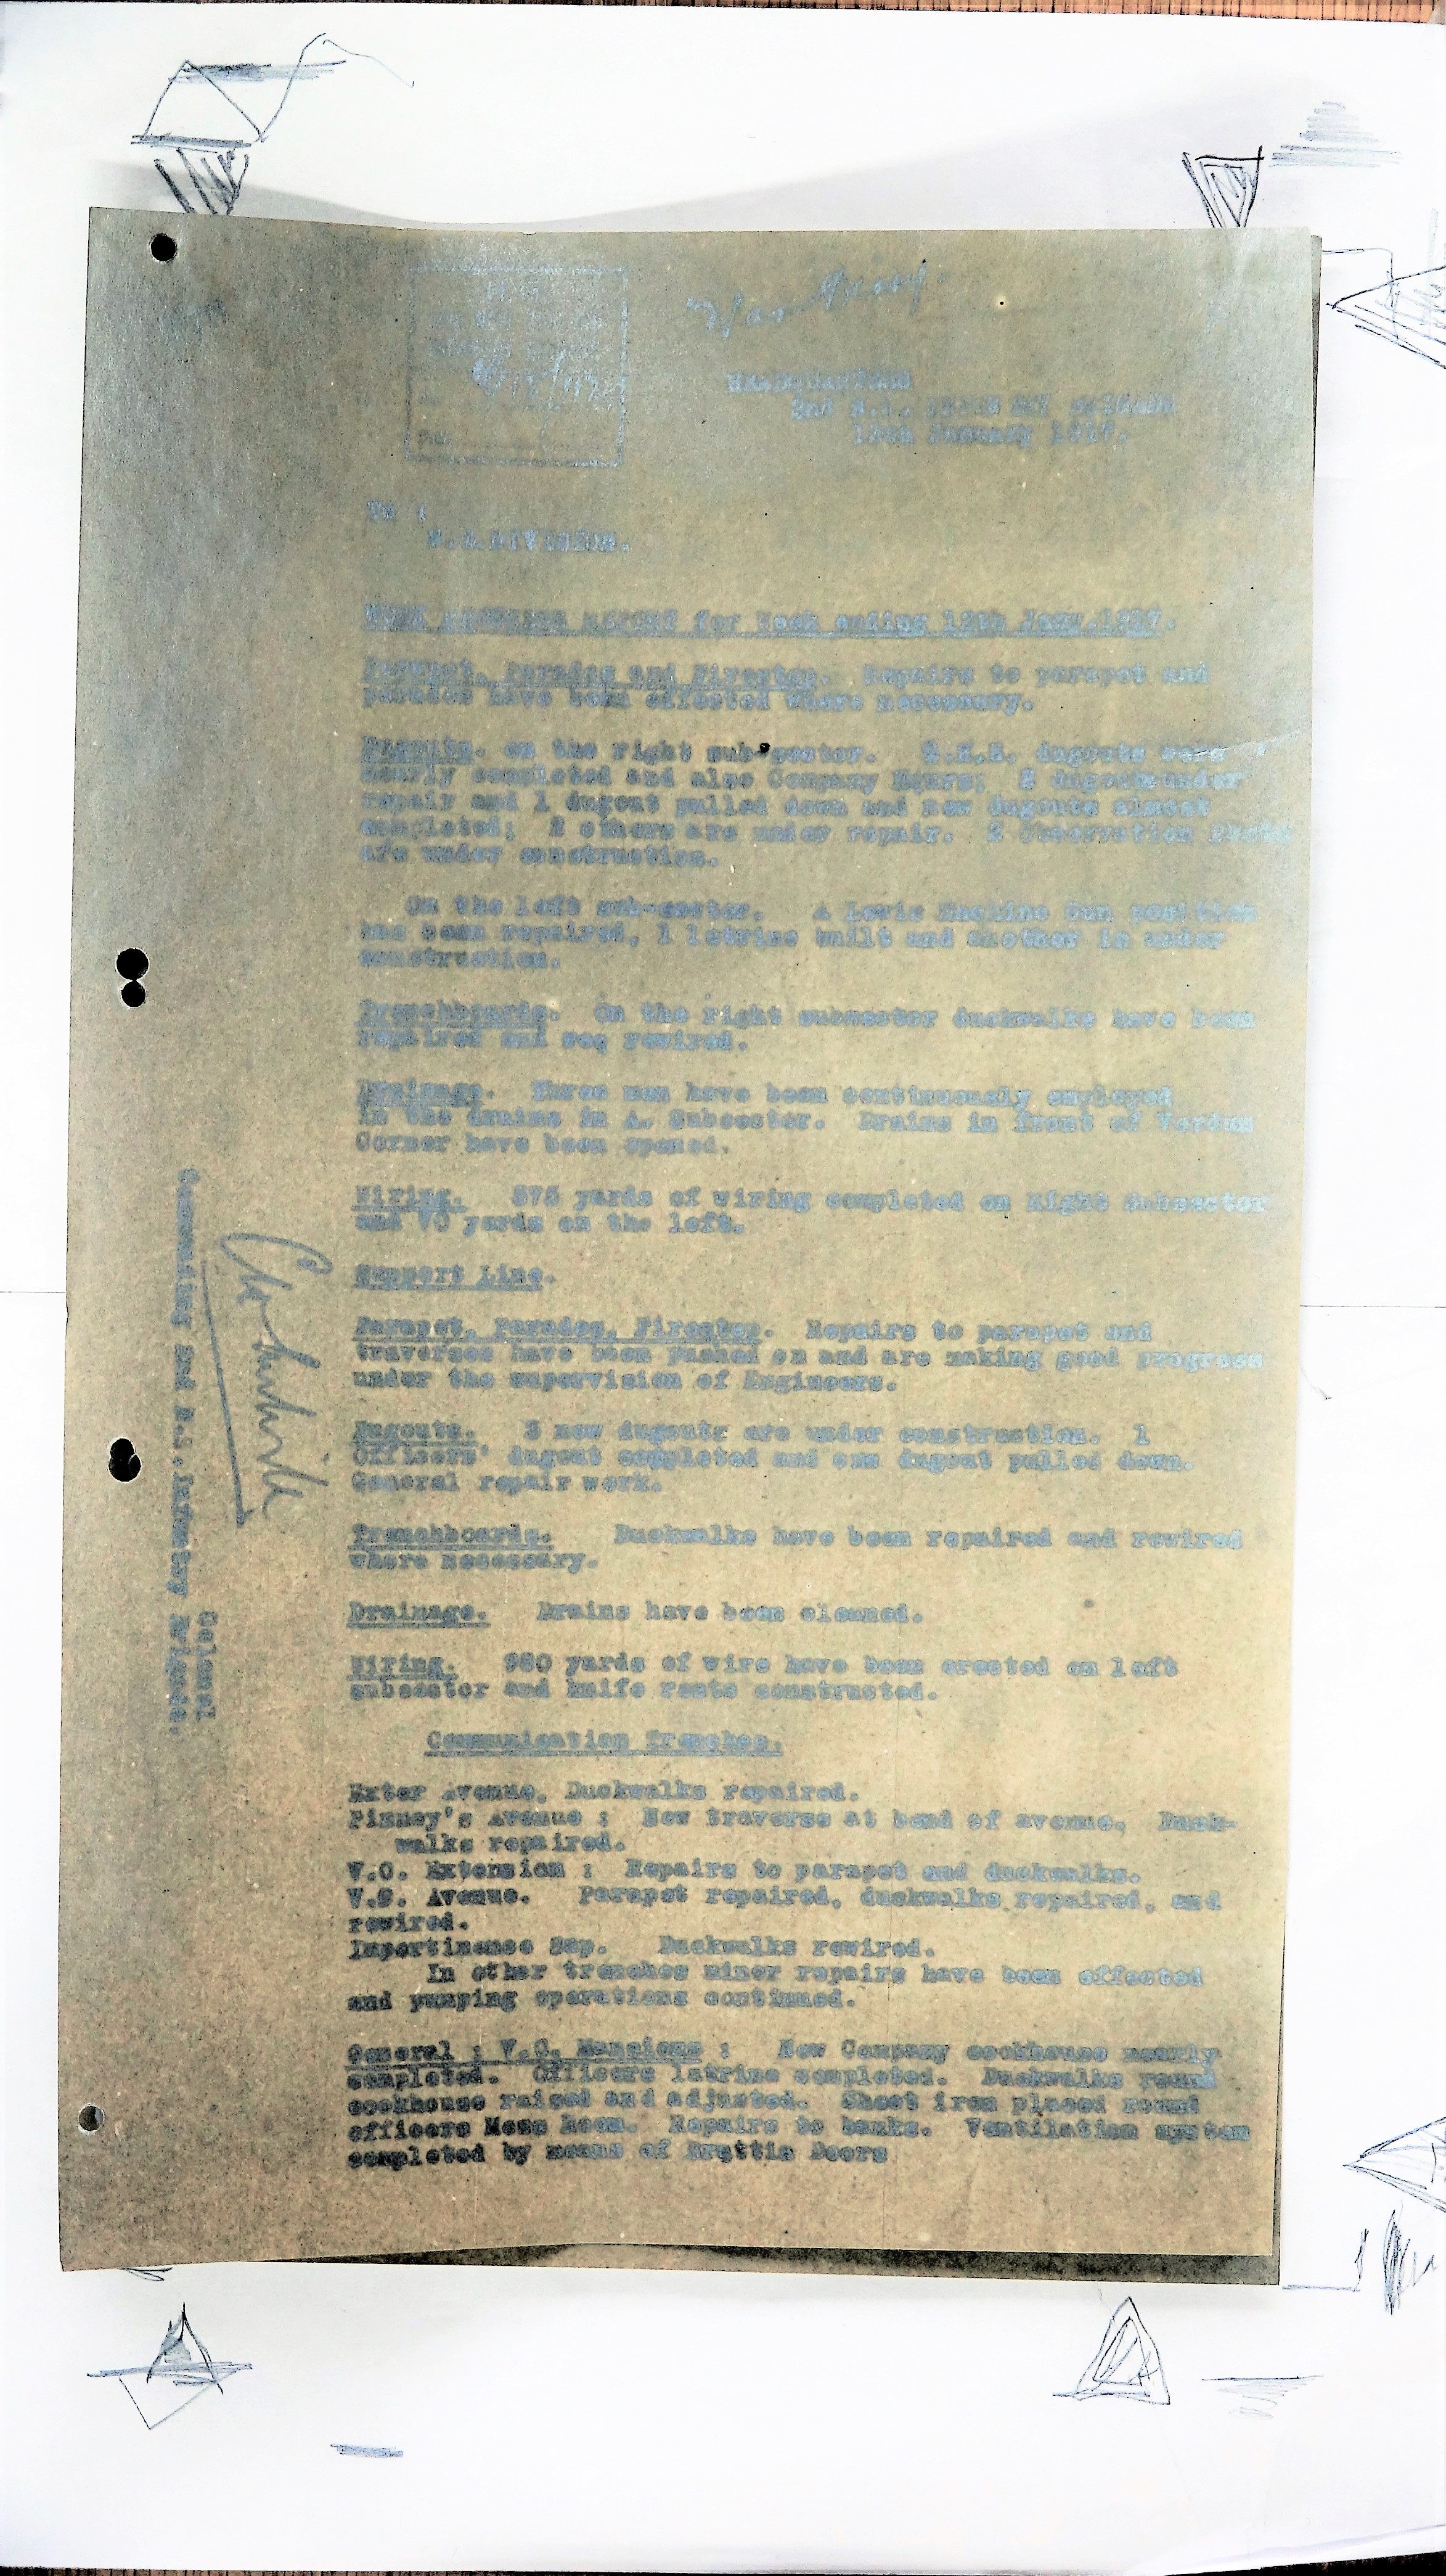 War Diary.
HEADQUARTERS
2nd N.Z. INFANTRY BRIGADE
January 1917.
To :
N.Z.DIVISION.
WORK PROGRESS REPORT for Week ending 12th Jany.1917.
Parapet, Parados and Firestep. Repairs to parapet and
parados have been effected where necessary.
Dugouts. on the right sub-sector. dugouts were
nearly completed and also Company Hqurs; 2 dugouts under
repair and 1 dugout pulled down and new dugouts almost
completed; 2 others are under repair. 2 Observation Posts
are under construction.
On the left sub-sector. A Lewis Machine Gun position
has been repaired, 1 latrine built and another is under
construction.
Trenchboards. On the right subsector duckwalks have been
repaired and rewired.
Drainage. Three men have been continuously employed
in the drains in A. Subsector. Drains in front of Verdun
Corner have been opened.
Wiring. 575 yards of wiring completed on Right Subsector
and 70 yards on the left.
Support Line.
Parapet, Parados, Firestep. Repairs to parapet and
traverses have been pushed on and are making good progress
under the supervision of Engineers.
Dugouts. 3 new dugouts are under construction. 1
Officers' dugout completed and one dugout pulled down.
General repair work.
Trenchboards. Duckwalks have been repaired and rewired
where necessary.
Drainage. Drains have been cleaned.
Wiring. 980 yards of wire have been erected on left
subsector and knife rests constructed.
Communication Trenches.
Exter Avenue, Duckwalks repaired.
Pinney's Avenue : New traverse at bend of avenue. Duck-
walks repaired.
V.C. Extension : Repairs to parapet and duckwalks.
V.C. Avenue. Parapet repaired, duckwalks repaired, and
rewired.
Impertinence Sap. Duckwalks rewired.
In other trenches minor repairs have been effected
and pumping operations continued.
General : V.C. Mansions : New Company cookhouse nearly
completed. Officers latrine completed. Duckwalks round
cookhouse raised and adjusted. Sheet iron placed round
officers Mess Room. Repairs to banks. Ventilation system
completed by means of Brettle Doors
Colonel
Commanding 2nd N.Z.Infantry Brigade.